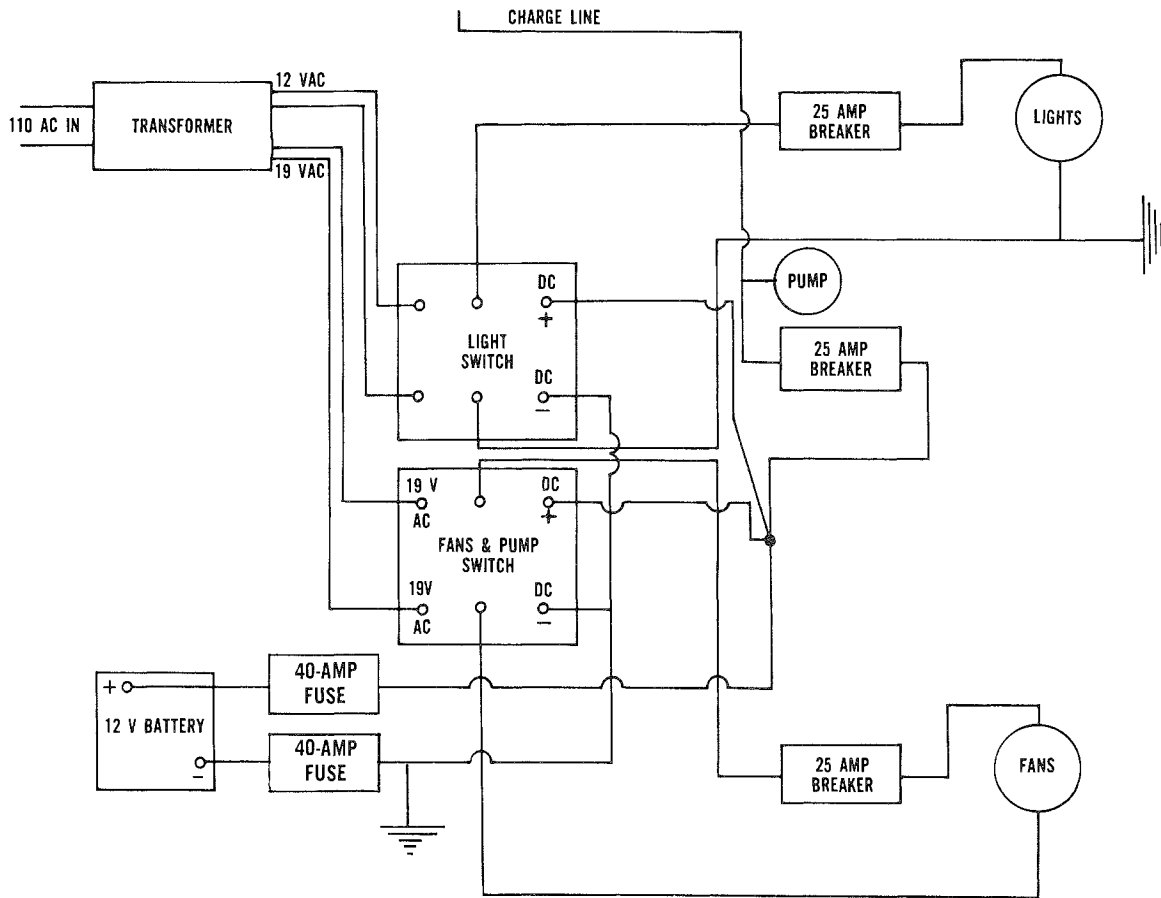 CHARGE LINE
12 VAC
110 AC IN
TRANSFORMER
19 VAC
25 AMP
BREAKER
LIGHTS
DC
+
LIGHT
SWITCH
DC
−
PUMP
25 AMP
BREAKER
19 V
AC
DC
+
FANS & PUMP
SWITCH
19V
AC
DC
−
+
12 V BATTERY
−
40-AMP
FUSE
40-AMP
FUSE
25 AMP
BREAKER
FANS